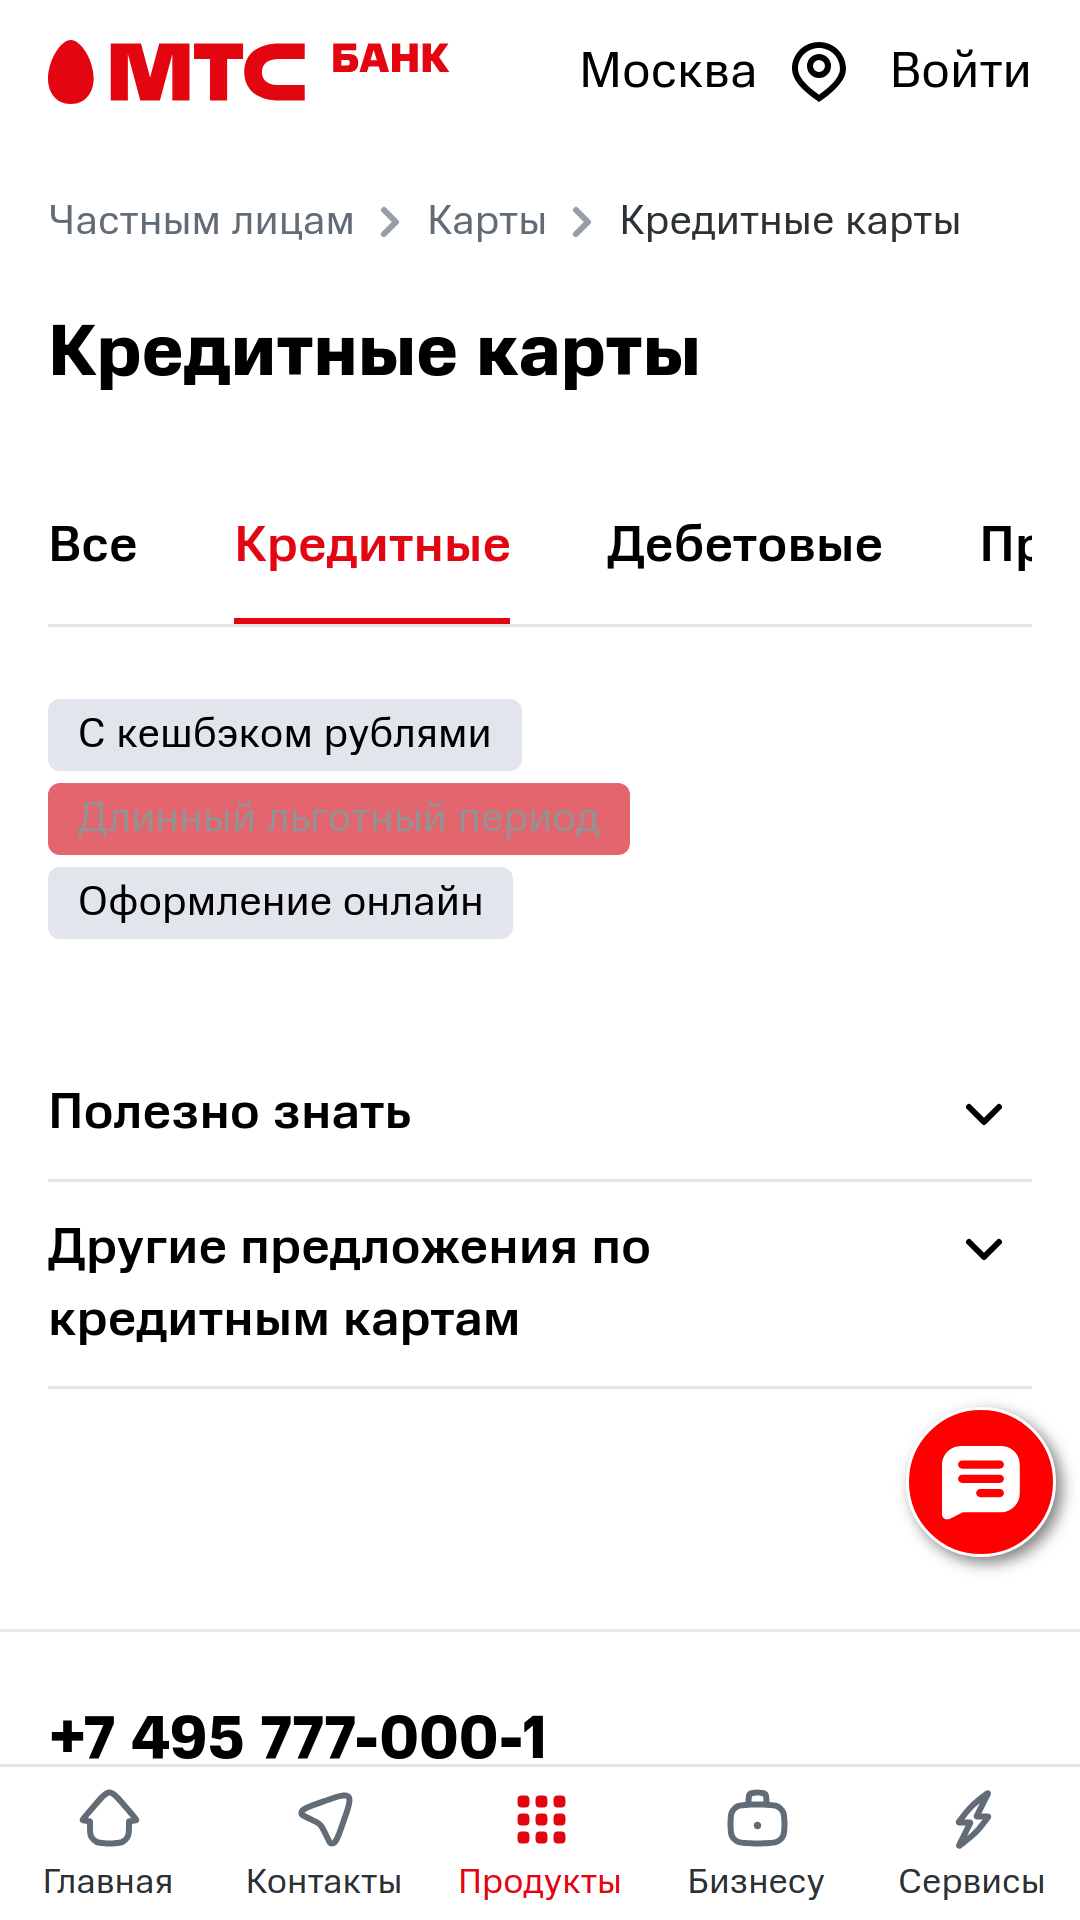 МТС БАНК Москва Войти
Частным лицам Карты Кредитные карты
Кредитные карты
Все Кредитные Дебетовые Пр
С кешбэком рублями
Длинный льготный период
Оформление онлайн
Полезно знать
Другие предложения по
кредитным картам
+7 495 777-000-1
Главная Контакты Продукты Бизнесу Сервисы